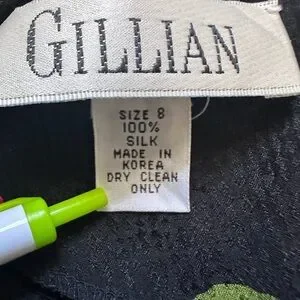 GILLIAN
SIZE 8
100%
SILK
MADE IN
KOREA
DRY CLEAN
ONLY